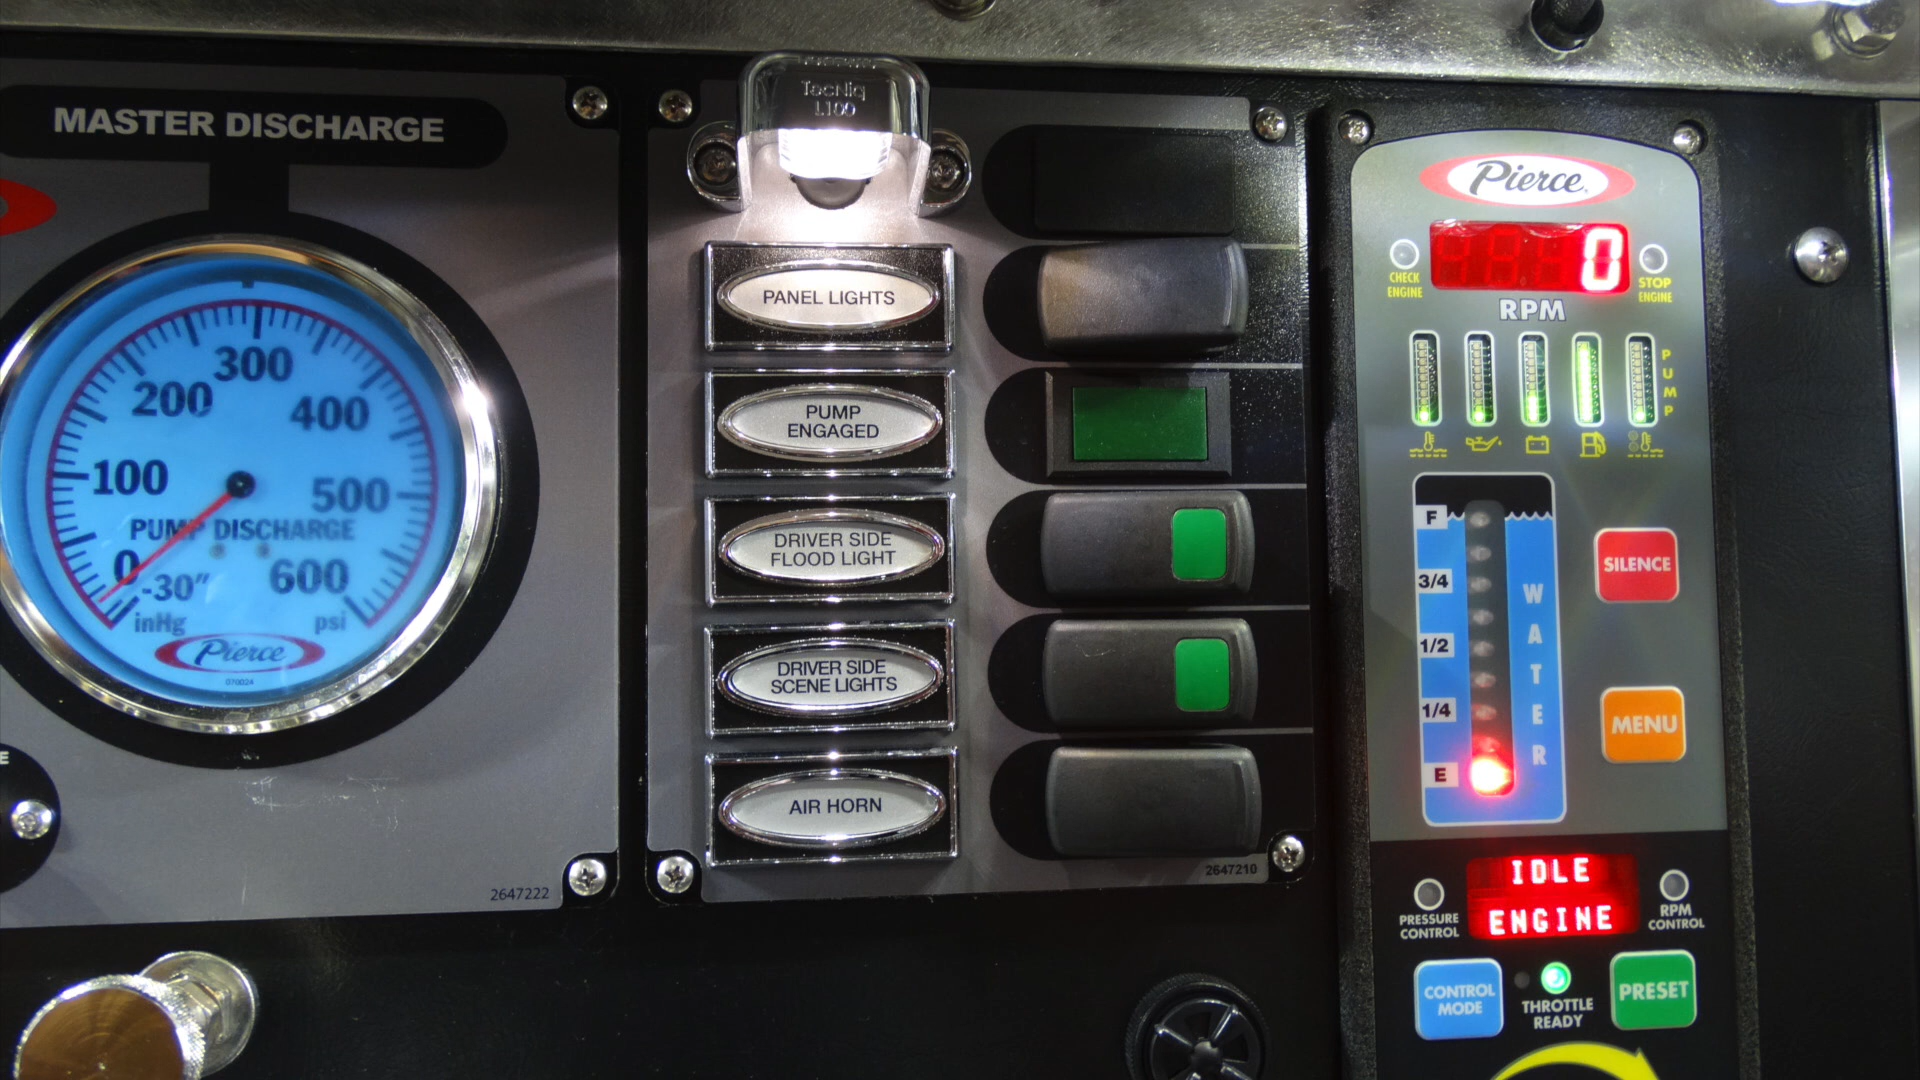 MASTER DISCHARGE
200
300
400
100
500
PUMP DISCHARGE
0
-30"
600
inHg
psi
Pierce
070024
2647222
TecNiq
L100
PANEL LIGHTS
PUMP
ENGAGED
DRIVER SIDE
FLOOD LIGHT
DRIVER SIDE
SCENE LIGHTS
AIR HORN
2647210
Pierce
0
CHECK
ENGINE
STOP
ENGINE
RPM
PUMP
F
3/4
1/2
1/4
E
WATER
SILENCE
MENU
IDLE
ENGINE
PRESSURE
CONTROL
RPM
CONTROL
CONTROL
MODE
THROTTLE
READY
PRESET